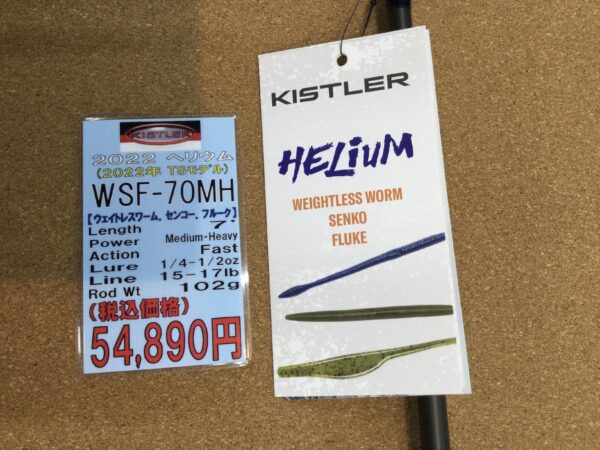 KISTLER
2022 ヘリウム
(2022年 TSモデル)
WSF-70MH
【ウェイトレスワーム、センコー、フルーク】
Length 7'
Power Medium-Heavy
Action Fast
Lure 1/4-1/2oz
Line 15-17lb
Rod Wt 102g
(税込価格)
54,890円
KISTLER
HELiUM
WEIGHTLESS WORM
SENKO
FLUKE